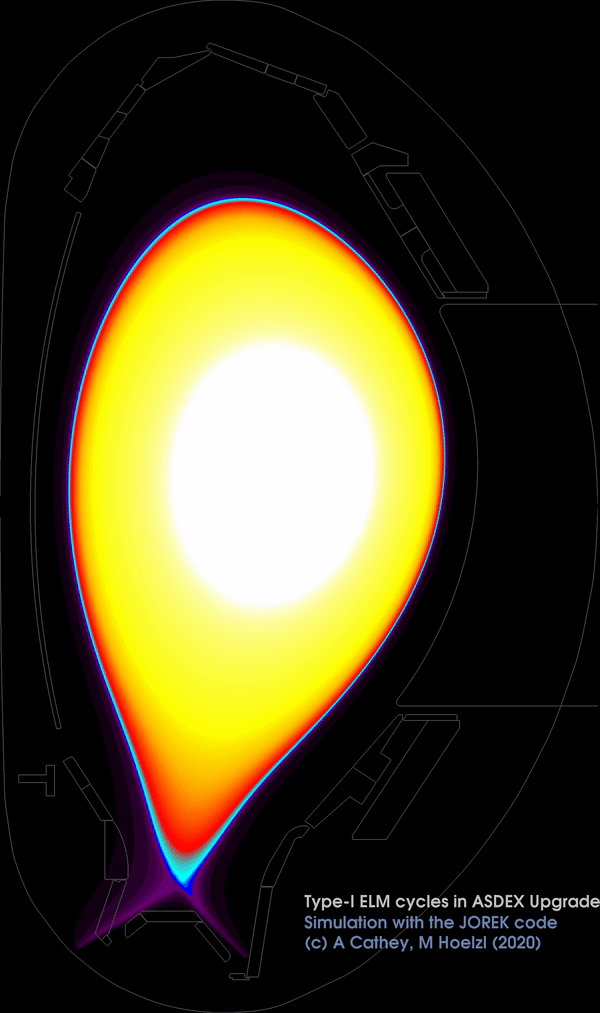 Type-I ELM cycles in ASDEX Upgrade
Simulation with the JOREK code
(c) A Cathey, M Hoelzl (2020)